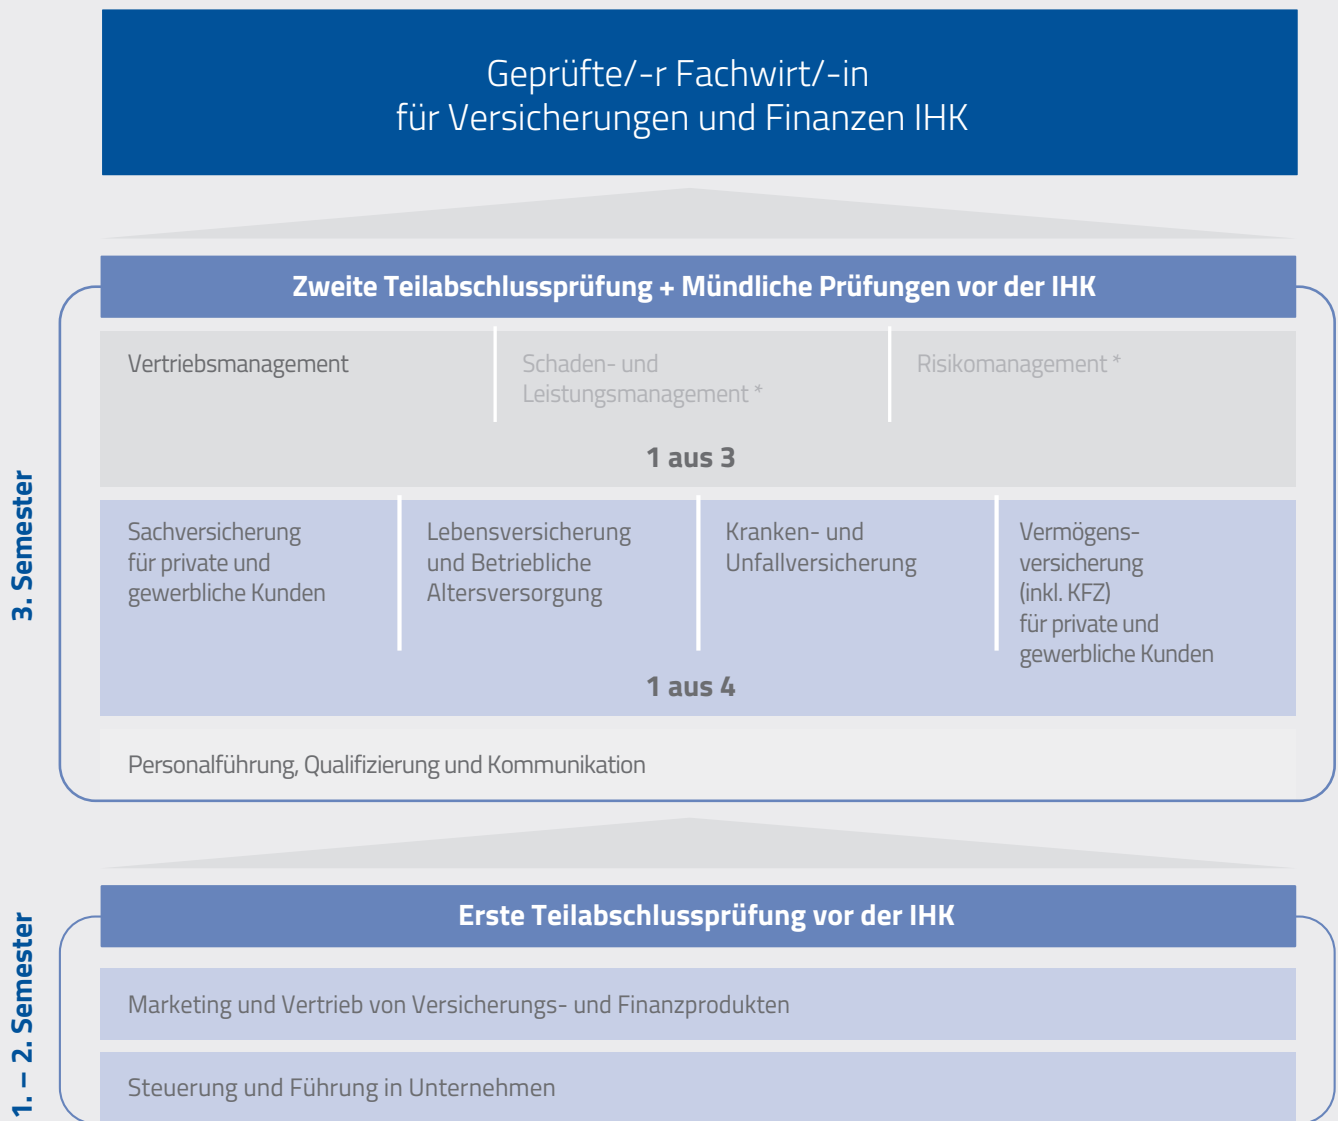 Geprüfte/-r Fachwirt/-in
für Versicherungen und Finanzen IHK
3. Semester
Zweite Teilabschlussprüfung + Mündliche Prüfungen vor der IHK
Vertriebsmanagement
Schaden- und
Leistungsmanagement *
Risikomanagement *
1 aus 3
Sachversicherung
für private und
gewerbliche Kunden
Lebensversicherung
und Betriebliche
Altersversorgung
Kranken- und
Unfallversicherung
Vermögens-
versicherung
(inkl. KFZ)
für private und
gewerbliche Kunden
1 aus 4
Personalführung, Qualifizierung und Kommunikation
1. – 2. Semester
Erste Teilabschlussprüfung vor der IHK
Marketing und Vertrieb von Versicherungs- und Finanzprodukten
Steuerung und Führung in Unternehmen